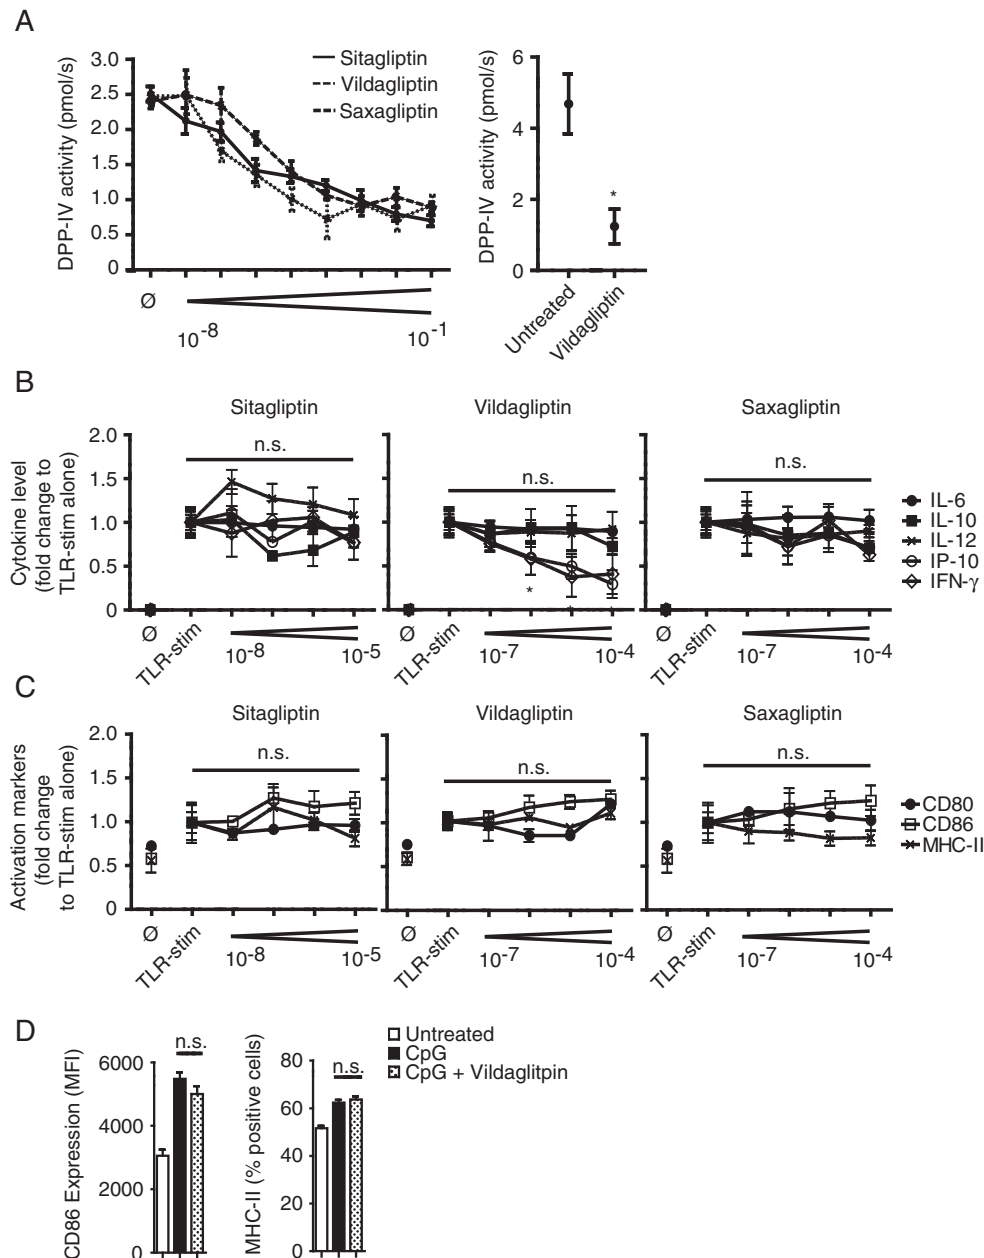 A
Sitagliptin
Vildagliptin
Saxagliptin
DPP-IV activity (pmol/s)
3.0
2.5
2.0
1.5
1.0
0.5
0
Ø
10-8
10-1
DPP-IV activity (pmol/s)
6
4
2
0
*
Untreated
Vildagliptin
B
Sitagliptin
Vildagliptin
Saxagliptin
Cytokine level
(fold change to
TLR-stim alone)
2.0
1.5
1.0
0.5
0
n.s.
n.s.
n.s.
*
IL-6
IL-10
IL-12
IP-10
IFN-γ
Ø
TLR-stim
10-8
10-5
TLR-stim
10-7
10-4
Ø
TLR-stim
10-7
10-4
Ø
C
Sitagliptin
Vildagliptin
Saxagliptin
Activation markers
(fold change
to TLR-stim alone)
2.0
1.5
1.0
0.5
0
n.s.
n.s.
n.s.
CD80
CD86
MHC-II
Ø
TLR-stim
10-8
10-5
Ø
TLR-stim
10-7
10-4
Ø
TLR-stim
10-7
10-4
D
Untreated
CpG
CpG + Vildaglitpin
CD86 Expression (MFI)
6000
4000
2000
0
n.s.
MHC-II (% positive cells)
80
60
40
20
0
n.s.